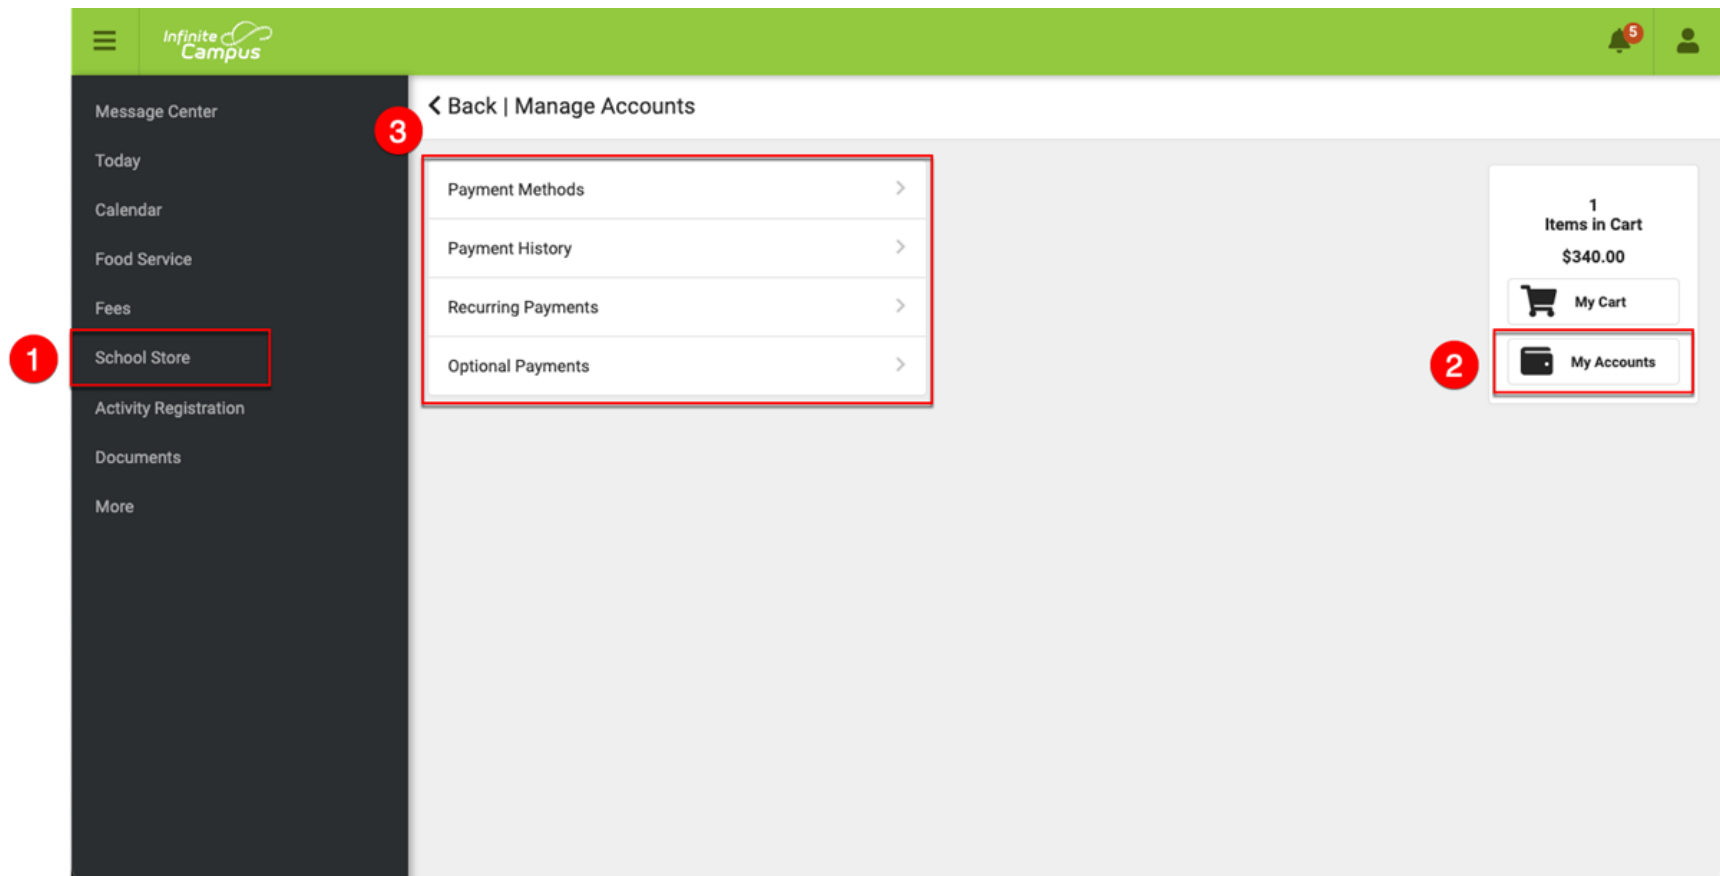 Infinite
Campus
5
Message Center
Today
Calendar
Food Service
Fees
School Store
Activity Registration
Documents
More
1
3
Back | Manage Accounts
Payment Methods
Payment History
Recurring Payments
Optional Payments
1
Items in Cart
$340.00
My Cart
2
My Accounts